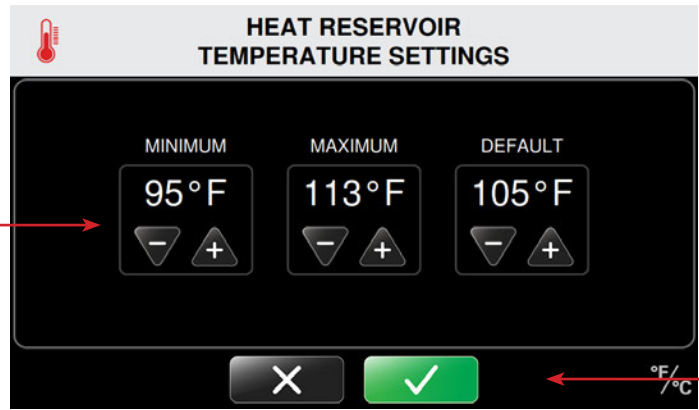 HEAT RESERVOIR
TEMPERATURE SETTINGS
MINIMUM MAXIMUM DEFAULT
95°F 113°F 105°F
− + − + − +
°F/°C